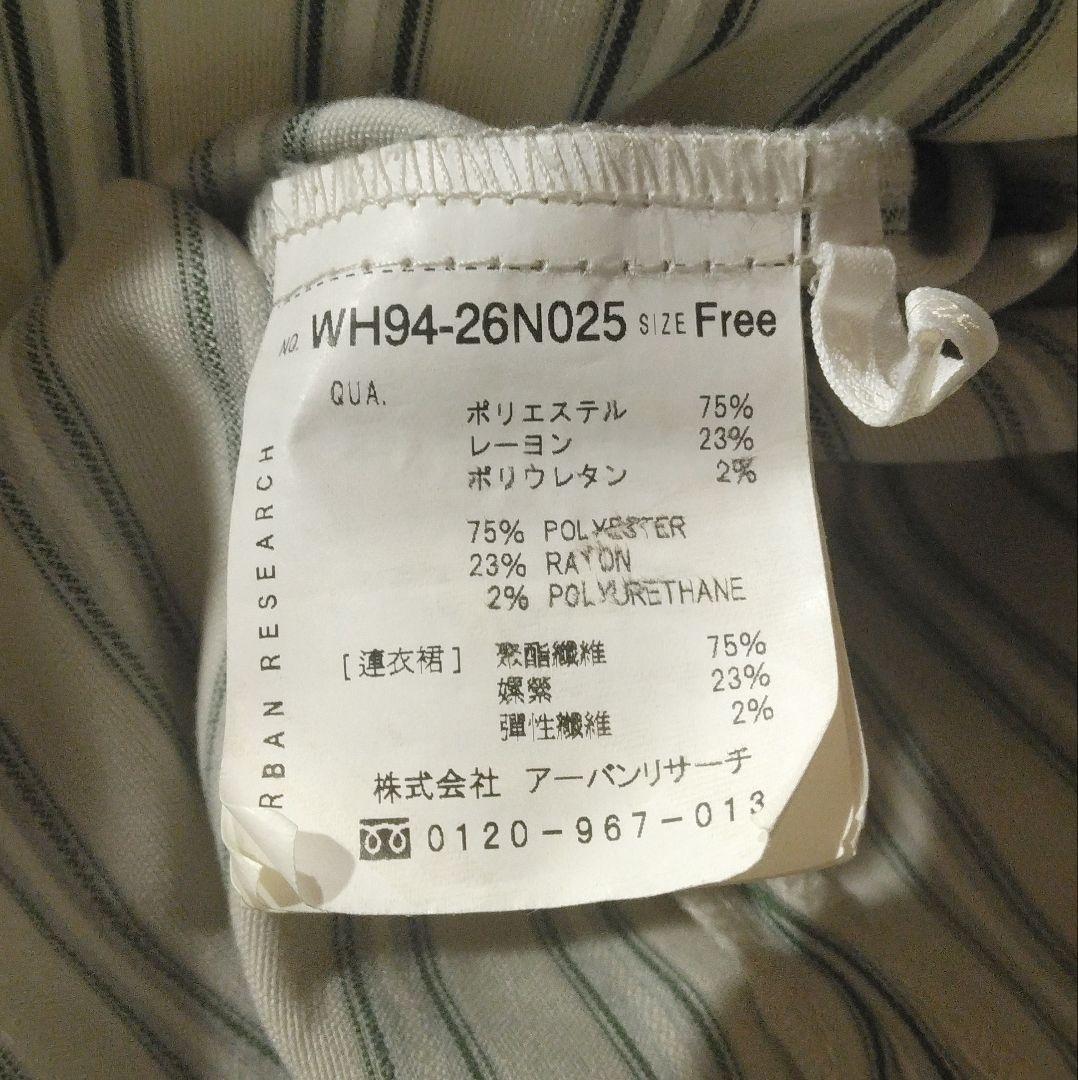 NO. WH94-26N025 SIZE Free
QUA.
ポリエステル 75%
レーヨン 23%
ポリウレタン 2%
75% POLYESTER
23% RAYON
2% POLYURETHANE
[連衣裙] 聚酯纖維 75%
嫘縈 23%
彈性纖維 2%
株式会社 アーバンリサーチ
0120-967-013
RBAN RESEARCH